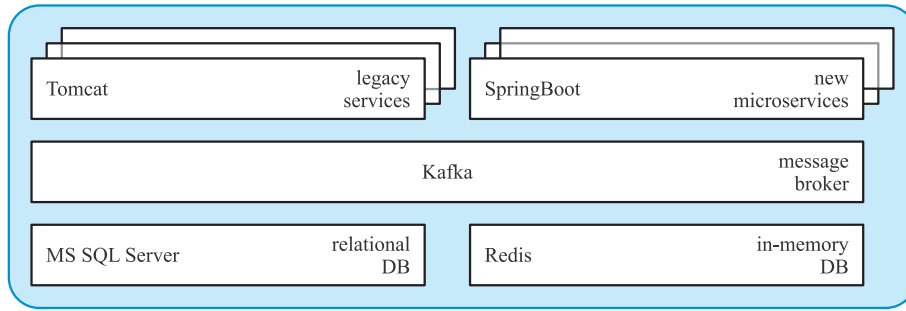 Tomcat
legacy
services
SpringBoot
new
microservices
Kafka
message
broker
MS SQL Server
relational
DB
Redis
in-memory
DB